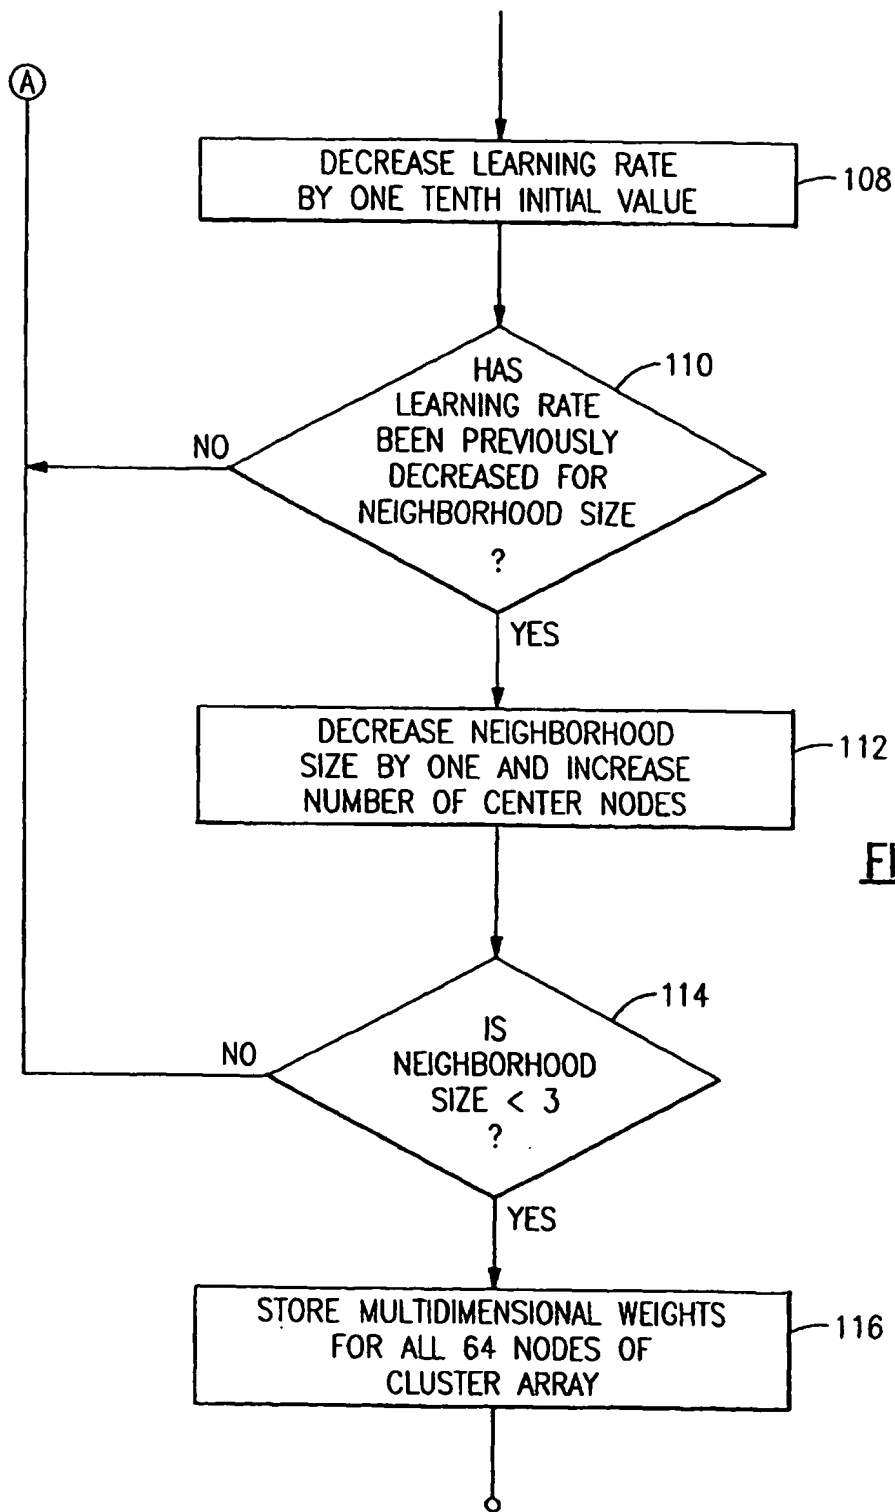 A
DECREASE LEARNING RATE
BY ONE TENTH INITIAL VALUE
108
HAS
LEARNING RATE
BEEN PREVIOUSLY
DECREASED FOR
NEIGHBORHOOD SIZE
?
110
NO
YES
DECREASE NEIGHBORHOOD
SIZE BY ONE AND INCREASE
NUMBER OF CENTER NODES
112
IS
NEIGHBORHOOD
SIZE < 3
?
114
NO
YES
STORE MULTIDIMENSIONAL WEIGHTS
FOR ALL 64 NODES OF
CLUSTER ARRAY
116